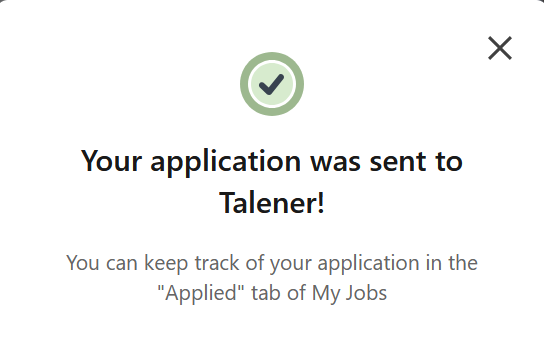 Your application was sent to
Talener!
You can keep track of your application in the
"Applied" tab of My Jobs